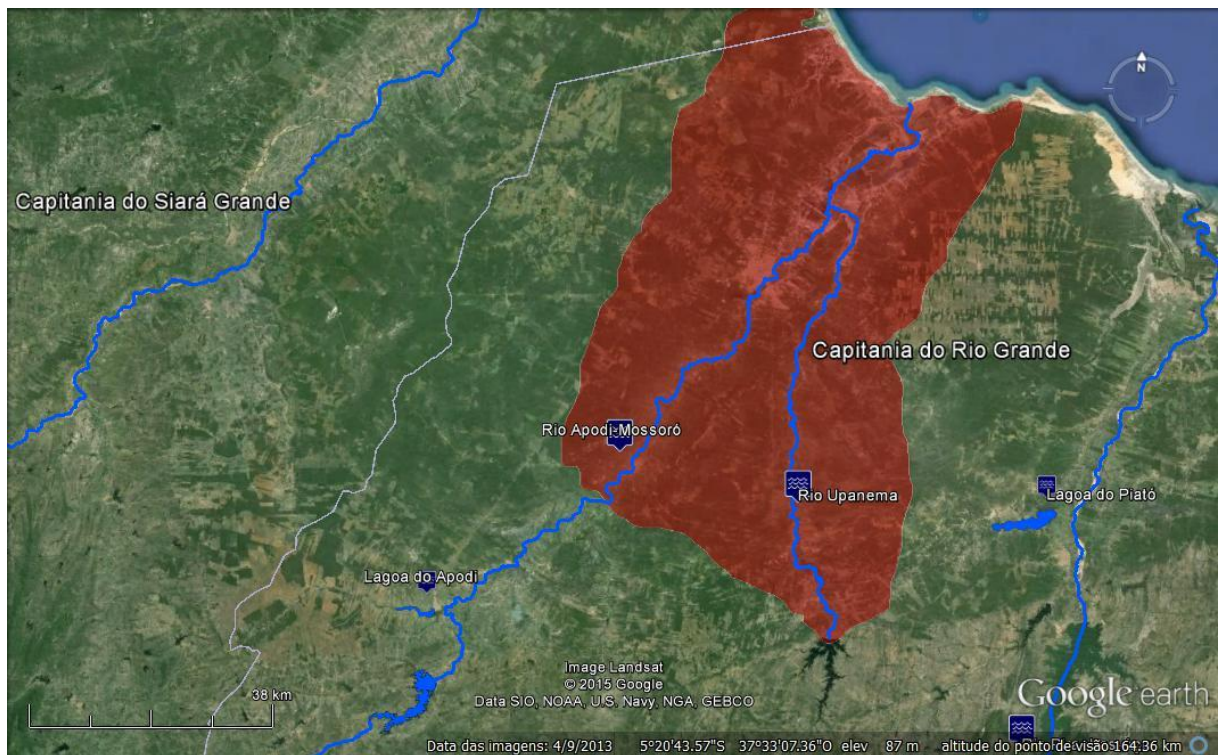 N
Capitania do Siará Grande
Capitania do Rio Grande
Rio Apodi-Mossoró
Rio Upanema
Lagoa do Piató
Lagoa do Apodi
Image Landsat
© 2015 Google
Data SIO, NOAA, U.S. Navy, NGA, GEBCO
38 km
Google earth
Data das imagens: 4/9/2013 5°20'43.57"S 37°33'07.36"O elev 87 m altitude do ponto de visão 164.36 km